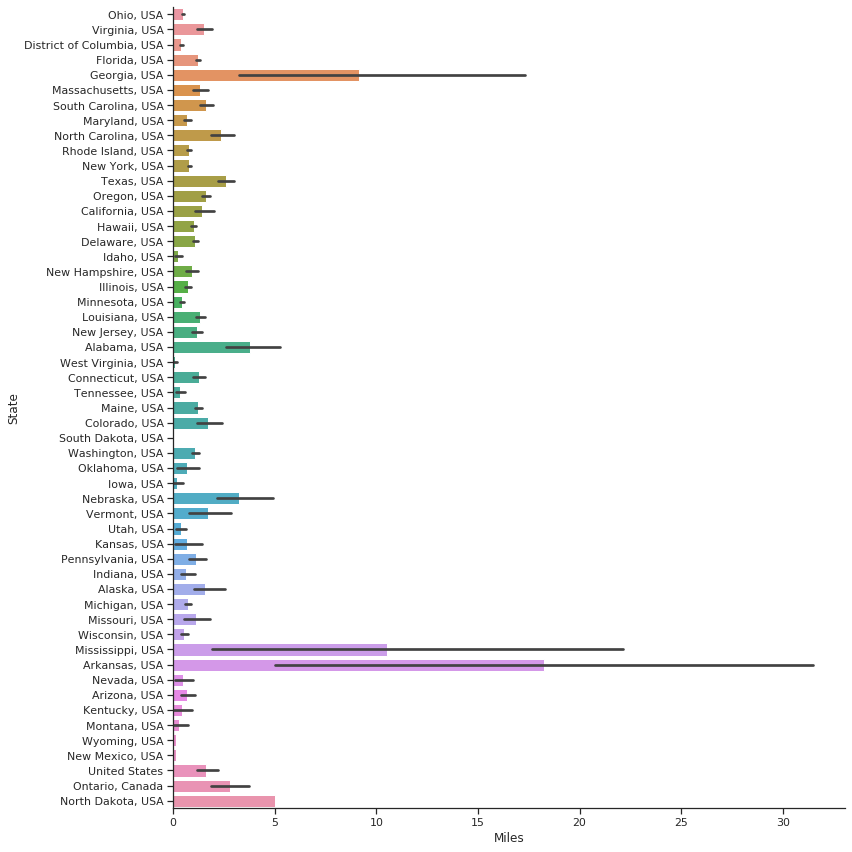 Ohio, USA
Virginia, USA
District of Columbia, USA
Florida, USA
Georgia, USA
Massachusetts, USA
South Carolina, USA
Maryland, USA
North Carolina, USA
Rhode Island, USA
New York, USA
Texas, USA
Oregon, USA
California, USA
Hawaii, USA
Delaware, USA
Idaho, USA
New Hampshire, USA
Illinois, USA
Minnesota, USA
Louisiana, USA
New Jersey, USA
Alabama, USA
West Virginia, USA
Connecticut, USA
Tennessee, USA
Maine, USA
Colorado, USA
South Dakota, USA
Washington, USA
Oklahoma, USA
Iowa, USA
Nebraska, USA
Vermont, USA
Utah, USA
Kansas, USA
Pennsylvania, USA
Indiana, USA
Alaska, USA
Michigan, USA
Missouri, USA
Wisconsin, USA
Mississippi, USA
Arkansas, USA
Nevada, USA
Arizona, USA
Kentucky, USA
Montana, USA
Wyoming, USA
New Mexico, USA
United States
Ontario, Canada
North Dakota, USA
State
0 5 10 15 20 25 30
Miles